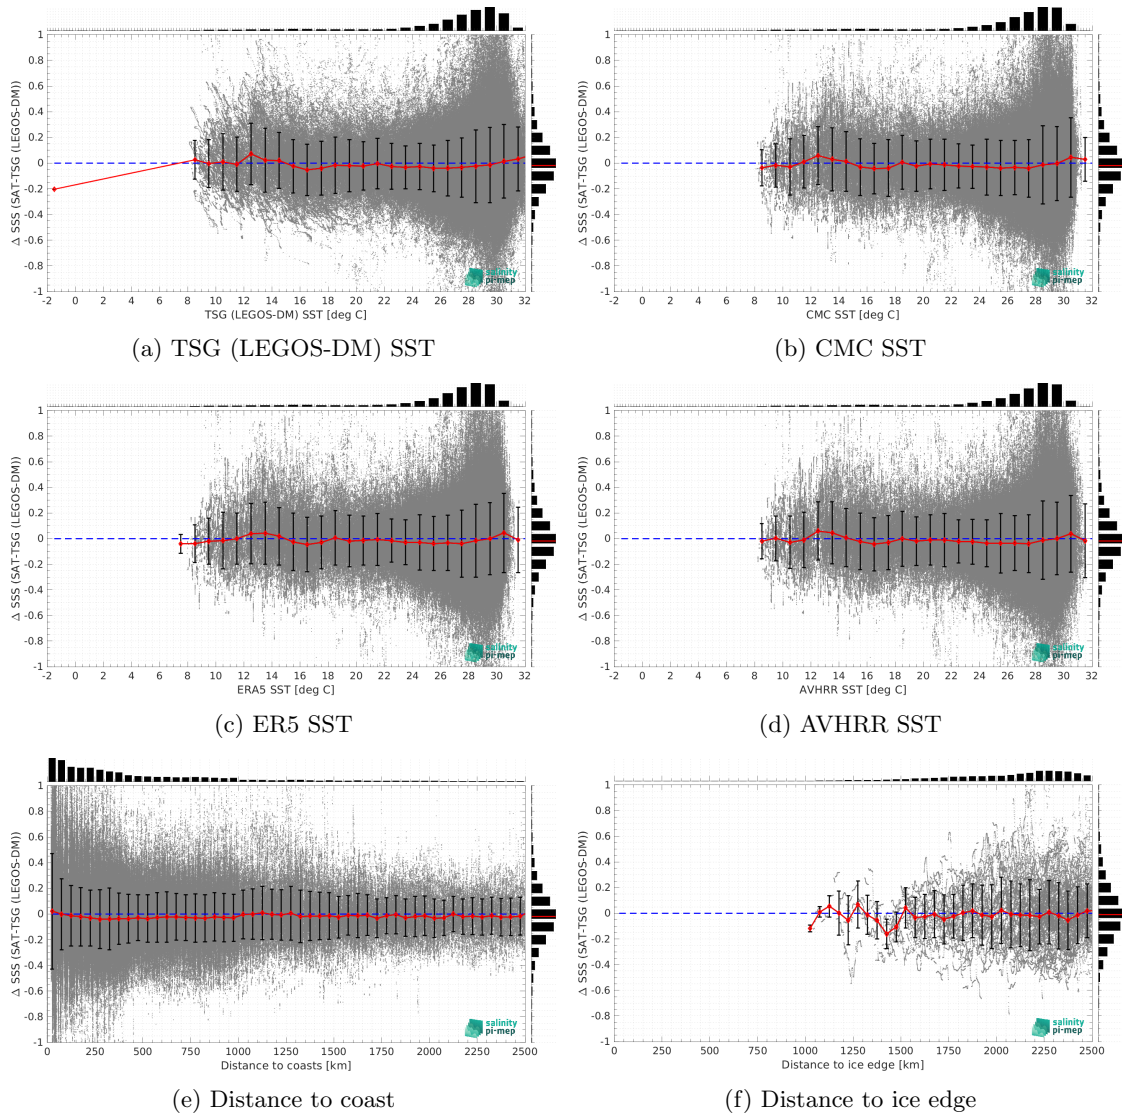 1
0.8
0.6
0.4
0.2
0
-0.2
-0.4
-0.6
-0.8
-1
Δ SSS (SAT-TSG (LEGOS-DM))
salinity
pi-mep
-2 0 2 4 6 8 10 12 14 16 18 20 22 24 26 28 30 32
TSG (LEGOS-DM) SST [deg C]
(a) TSG (LEGOS-DM) SST
1
0.8
0.6
0.4
0.2
0
-0.2
-0.4
-0.6
-0.8
-1
Δ SSS (SAT-TSG (LEGOS-DM))
salinity
pi-mep
-2 0 2 4 6 8 10 12 14 16 18 20 22 24 26 28 30 32
CMC SST [deg C]
(b) CMC SST
1
0.8
0.6
0.4
0.2
0
-0.2
-0.4
-0.6
-0.8
-1
Δ SSS (SAT-TSG (LEGOS-DM))
salinity
pi-mep
-2 0 2 4 6 8 10 12 14 16 18 20 22 24 26 28 30 32
ERA5 SST [deg C]
(c) ER5 SST
1
0.8
0.6
0.4
0.2
0
-0.2
-0.4
-0.6
-0.8
-1
Δ SSS (SAT-TSG (LEGOS-DM))
salinity
pi-mep
-2 0 2 4 6 8 10 12 14 16 18 20 22 24 26 28 30 32
AVHRR SST [deg C]
(d) AVHRR SST
1
0.8
0.6
0.4
0.2
0
-0.2
-0.4
-0.6
-0.8
-1
Δ SSS (SAT-TSG (LEGOS-DM))
salinity
pi-mep
0 250 500 750 1000 1250 1500 1750 2000 2250 2500
Distance to coasts [km]
(e) Distance to coast
1
0.8
0.6
0.4
0.2
0
-0.2
-0.4
-0.6
-0.8
-1
Δ SSS (SAT-TSG (LEGOS-DM))
salinity
pi-mep
0 250 500 750 1000 1250 1500 1750 2000 2250 2500
Distance to ice edge [km]
(f) Distance to ice edge